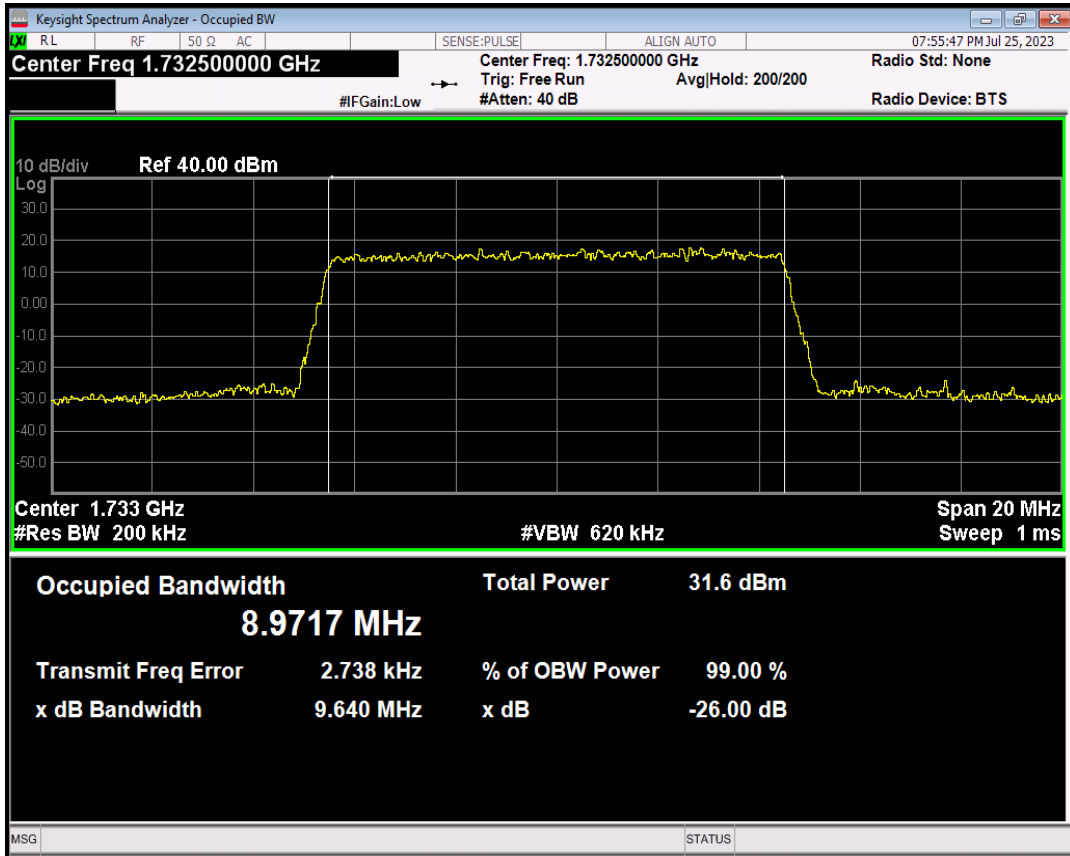 Keysight Spectrum Analyzer - Occupied BW
LXI RL RF 50 Ω AC SENSE:PULSE ALIGN AUTO 07:55:47 PM Jul 25, 2023
Center Freq 1.732500000 GHz Center Freq: 1.732500000 GHz Radio Std: None
Trig: Free Run Avg|Hold: 200/200
#IFGain:Low #Atten: 40 dB Radio Device: BTS
10 dB/div Ref 40.00 dBm
Log
30.0
20.0
10.0
0.00
-10.0
-20.0
-30.0
-40.0
-50.0
Center 1.733 GHz Span 20 MHz
#Res BW 200 kHz #VBW 620 kHz Sweep 1 ms
Occupied Bandwidth Total Power 31.6 dBm
8.9717 MHz
Transmit Freq Error 2.738 kHz % of OBW Power 99.00 %
x dB Bandwidth 9.640 MHz x dB -26.00 dB
MSG STATUS